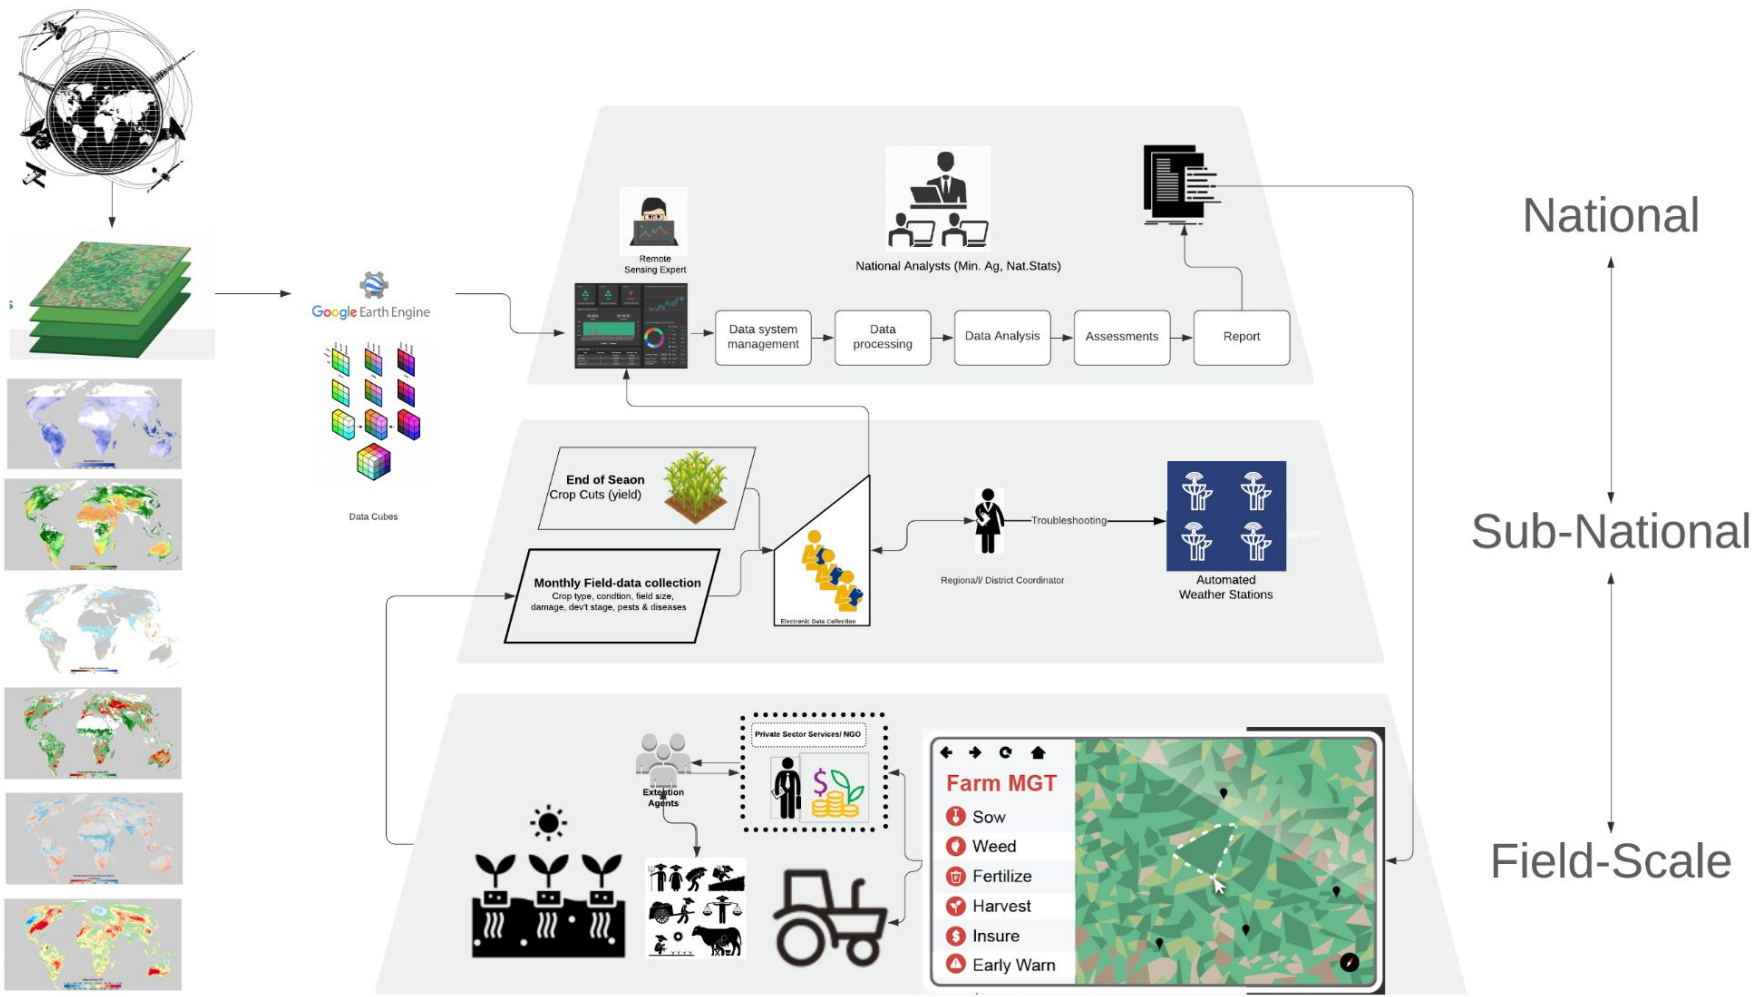 Google Earth Engine
Data Cubes
Remote
Sensing Expert
National Analysts (Min. Ag, Nat.Stats)
Data system
management
Data
processing
Data Analysis
Assessments
Report
National
End of Seaon
Crop Cuts (yield)
Monthly Field-data collection
Crop type, condtion, field size,
damage, dev't stage, pests & diseases
Electronic Data Collection
Regional/l/ District Coordinator
Troubleshooting
Automated
Weather Stations
Sub-National
Private Sector Services/ NGO
Extention
Agents
Farm MGT
Sow
Weed
Fertilize
Harvest
Insure
Early Warn
Field-Scale